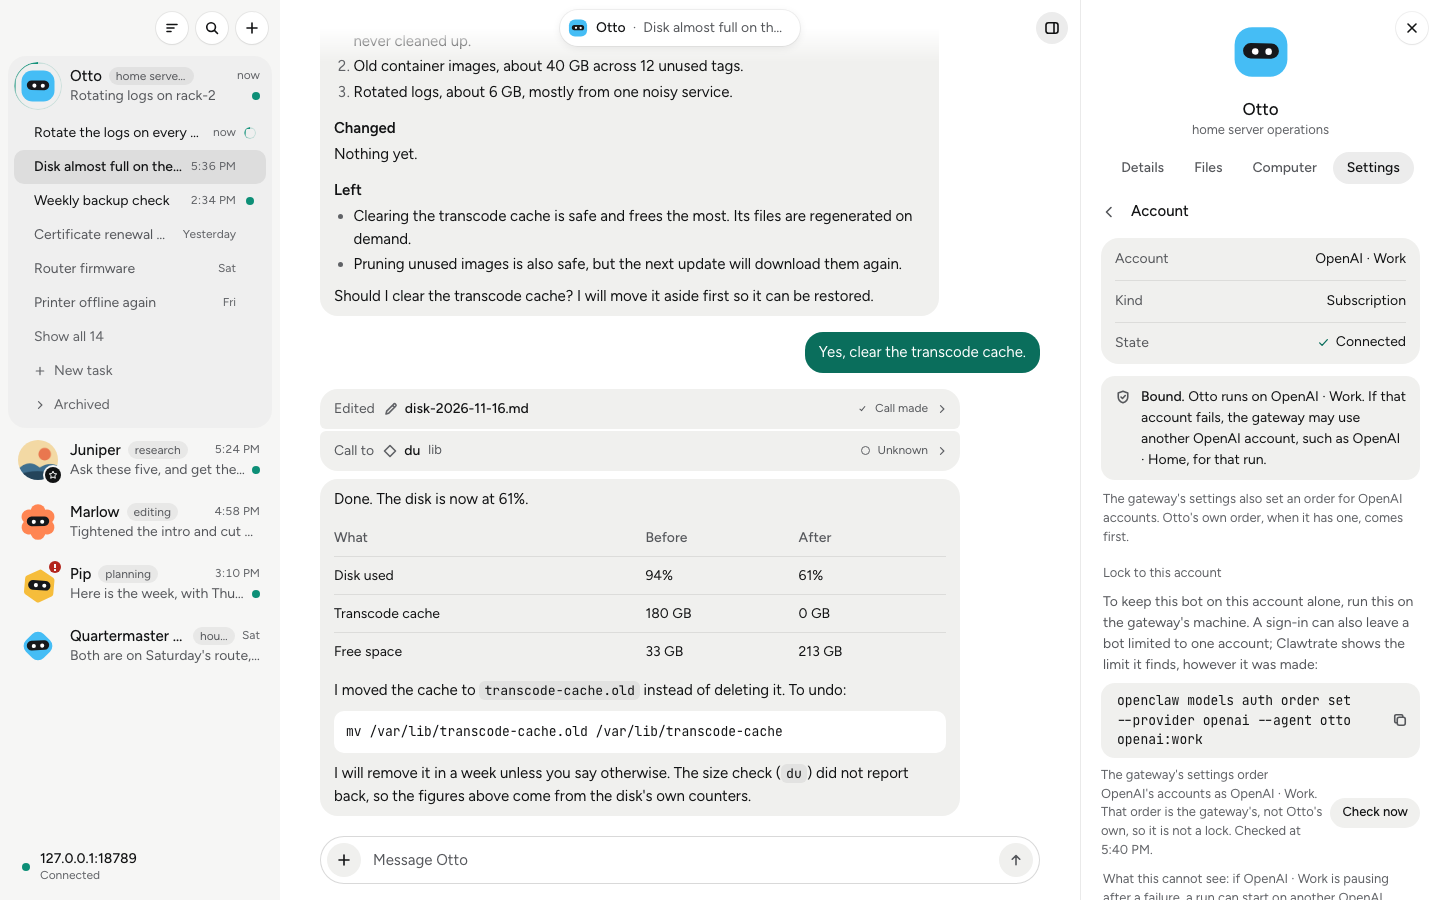 Otto
home serve...
now
Rotating logs on rack-2
Rotate the logs on every ...
now
Disk almost full on the...
5:36 PM
Weekly backup check
2:34 PM
Certificate renewal ...
Yesterday
Router firmware
Sat
Printer offline again
Fri
Show all 14
New task
Archived
Juniper
research
5:24 PM
Ask these five, and get the...
Marlow
editing
4:58 PM
Tightened the intro and cut ...
Pip
planning
3:10 PM
Here is the week, with Thu...
Quartermaster ...
hou...
Sat
Both are on Saturday's route,...
127.0.0.1:18789
Connected
Otto · Disk almost full on th...
never cleaned up.
2. Old container images, about 40 GB across 12 unused tags.
3. Rotated logs, about 6 GB, mostly from one noisy service.
Changed
Nothing yet.
Left
• Clearing the transcode cache is safe and frees the most. Its files are regenerated on
demand.
• Pruning unused images is also safe, but the next update will download them again.
Should I clear the transcode cache? I will move it aside first so it can be restored.
Yes, clear the transcode cache.
Edited disk-2026-11-16.md
Call made
Call to du lib
Unknown
Done. The disk is now at 61%.
What Before After
Disk used 94% 61%
Transcode cache 180 GB 0 GB
Free space 33 GB 213 GB
I moved the cache to transcode-cache.old instead of deleting it. To undo:
mv /var/lib/transcode-cache.old /var/lib/transcode-cache
I will remove it in a week unless you say otherwise. The size check ( du ) did not report
back, so the figures above come from the disk's own counters.
Message Otto
Otto
home server operations
Details Files Computer Settings
Account
Account OpenAI · Work
Kind Subscription
State Connected
Bound. Otto runs on OpenAI · Work. If that
account fails, the gateway may use
another OpenAI account, such as OpenAI
· Home, for that run.
The gateway's settings also set an order for OpenAI
accounts. Otto's own order, when it has one, comes
first.
Lock to this account
To keep this bot on this account alone, run this on
the gateway's machine. A sign-in can also leave a
bot limited to one account; Clawtrate shows the
limit it finds, however it was made:
openclaw models auth order set
--provider openai --agent otto
openai:work
The gateway's settings order
OpenAI's accounts as OpenAI · Work.
That order is the gateway's, not Otto's
own, so it is not a lock. Checked at
5:40 PM.
Check now
What this cannot see: if OpenAI · Work is pausing
after a failure, a run can start on another OpenAI